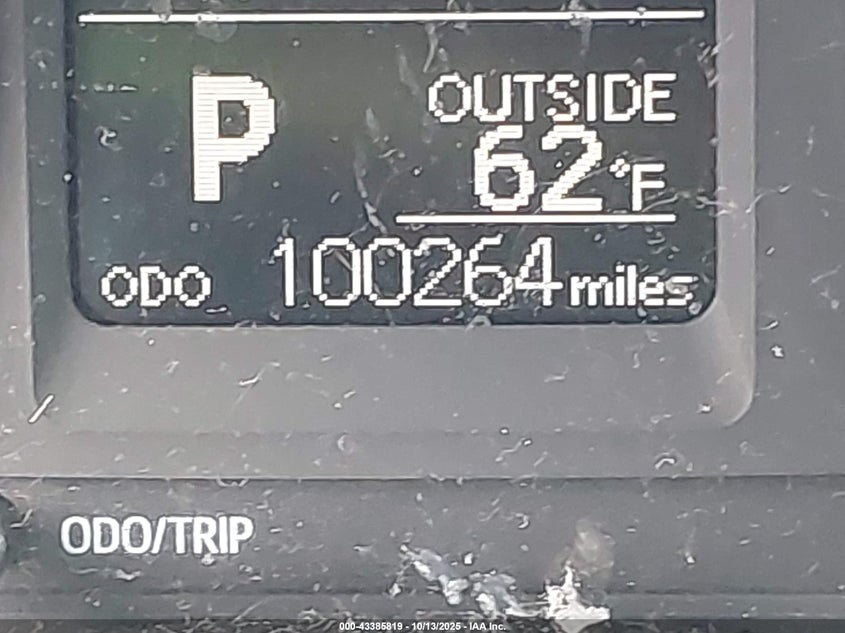 P
OUTSIDE
62°F
ODO 100264 miles
ODO/TRIP
000-43385819 - 10/13/2025 - IAA Inc.